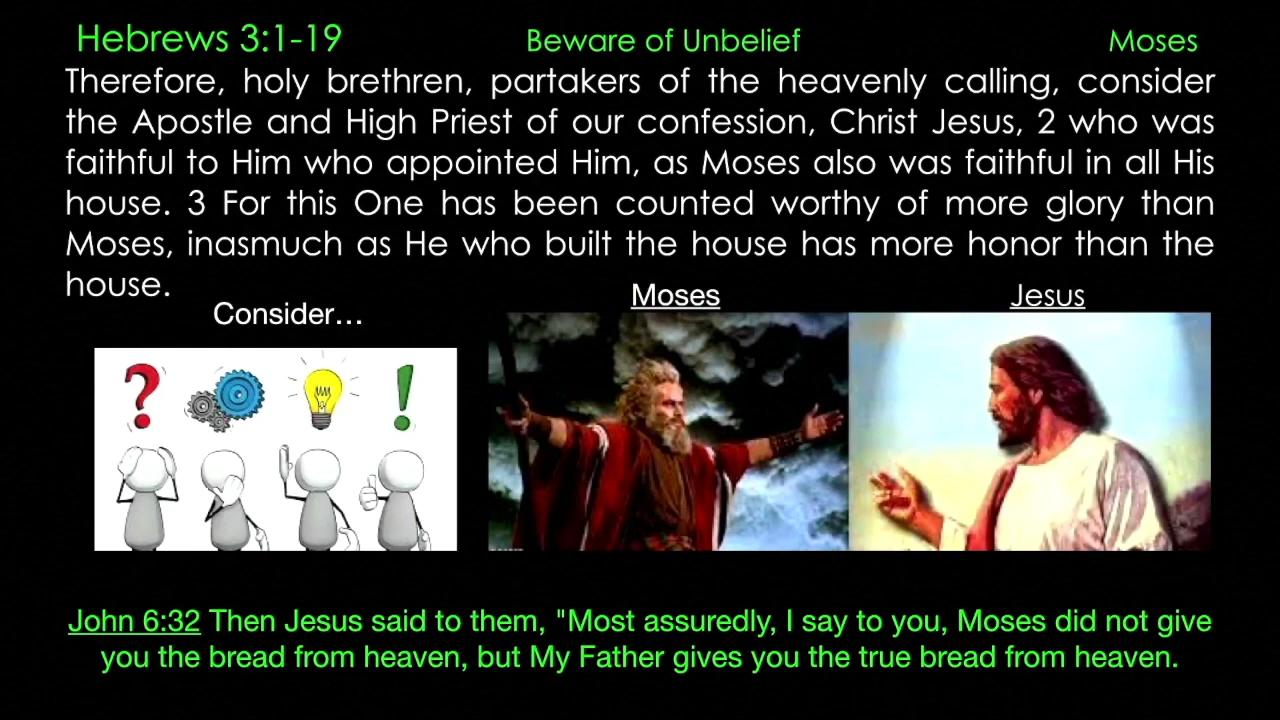 Hebrews 3:1-19 Beware of Unbelief Moses
Therefore, holy brethren, partakers of the heavenly calling, consider
the Apostle and High Priest of our confession, Christ Jesus, 2 who was
faithful to Him who appointed Him, as Moses also was faithful in all His
house. 3 For this One has been counted worthy of more glory than
Moses, inasmuch as He who built the house has more honor than the
house.
Consider…
Moses
Jesus
John 6:32 Then Jesus said to them, "Most assuredly, I say to you, Moses did not give
you the bread from heaven, but My Father gives you the true bread from heaven.